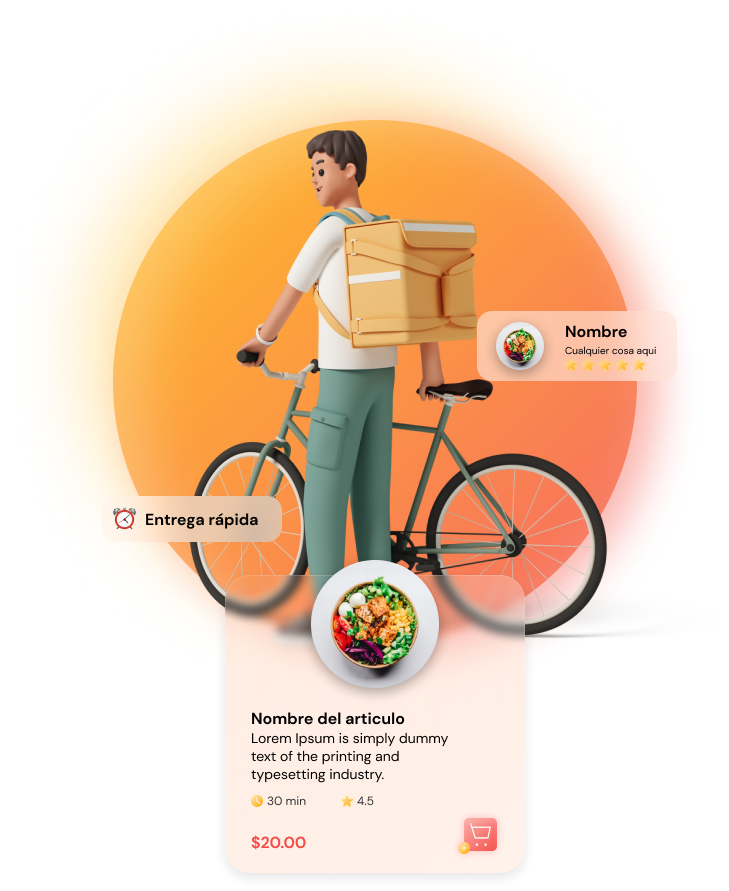 Nombre
Cualquier cosa aqui
Entrega rápida
Nombre del articulo
Lorem Ipsum is simply dummy
text of the printing and
typesetting industry.
30 min
4.5
$20.00